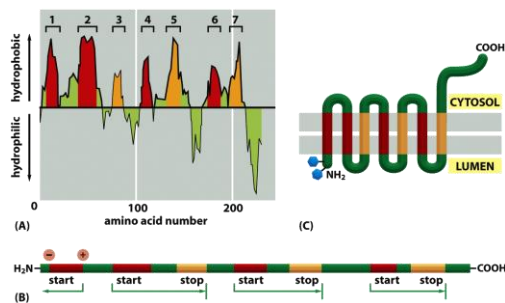 1 2 3 4 5 6 7
hydrophobic
hydrophilic
0 100 200
amino acid number
(A)
COOH
CYTOSOL
LUMEN
NH2
(C)
− +
H2N COOH
start start stop start stop start stop
(B)